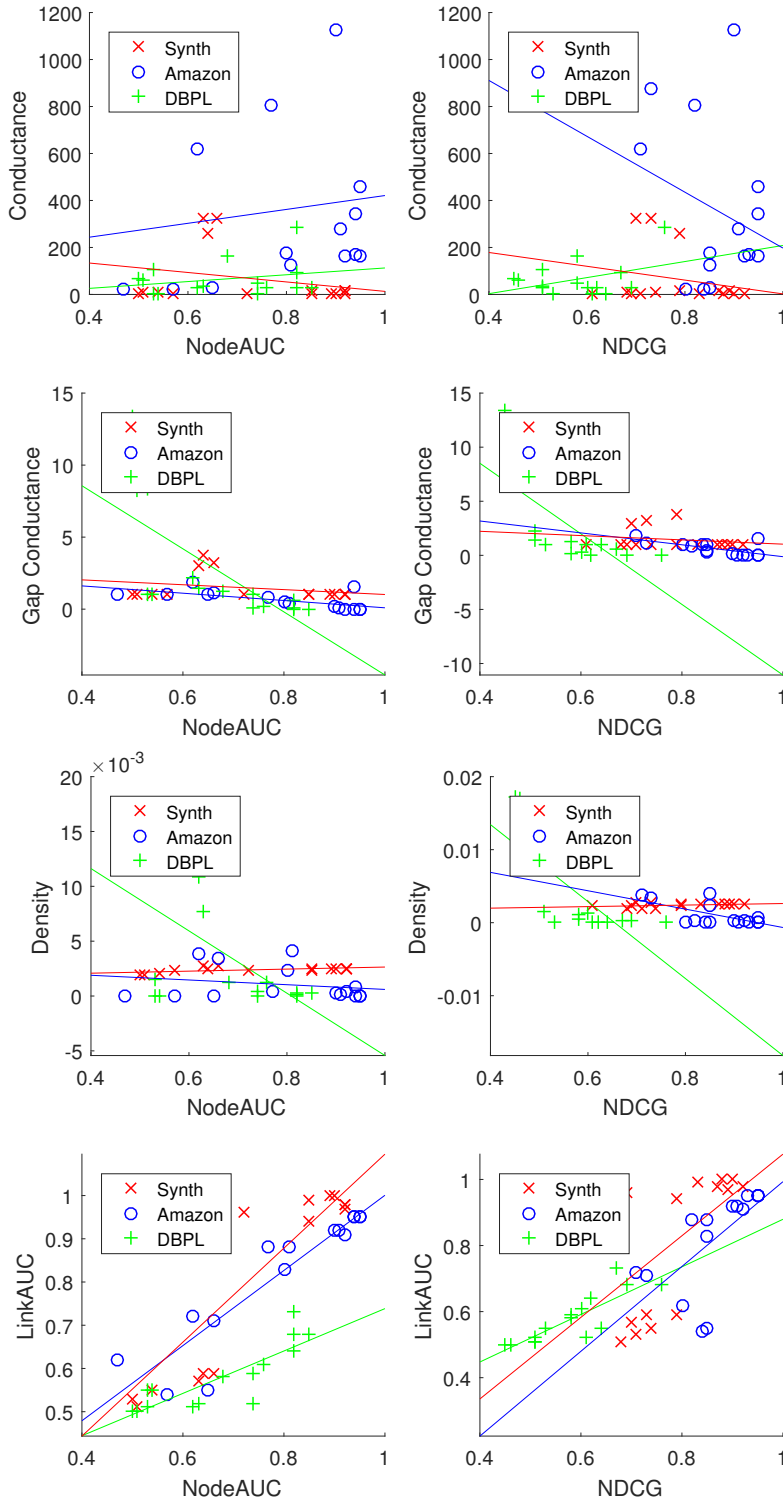 1200
1000
800
600
400
200
0
Conductance
Synth
Amazon
DBPL
0.4
0.6
0.8
1
NodeAUC
1200
1000
800
600
400
200
0
Conductance
Synth
Amazon
DBPL
0.4
0.6
0.8
1
NDCG
15
10
5
0
Gap Conductance
Synth
Amazon
DBPL
0.4
0.6
0.8
1
NodeAUC
15
10
5
0
-5
-10
Gap Conductance
Synth
Amazon
DBPL
0.4
0.6
0.8
1
NDCG
× 10^-3
20
15
10
5
0
-5
Density
Synth
Amazon
DBPL
0.4
0.6
0.8
1
NodeAUC
0.02
0.01
0
-0.01
Density
Synth
Amazon
DBPL
0.4
0.6
0.8
1
NDCG
1
0.9
0.8
0.7
0.6
0.5
LinkAUC
Synth
Amazon
DBPL
0.4
0.6
0.8
1
NodeAUC
1
0.8
0.6
0.4
LinkAUC
Synth
Amazon
DBPL
0.4
0.6
0.8
1
NDCG